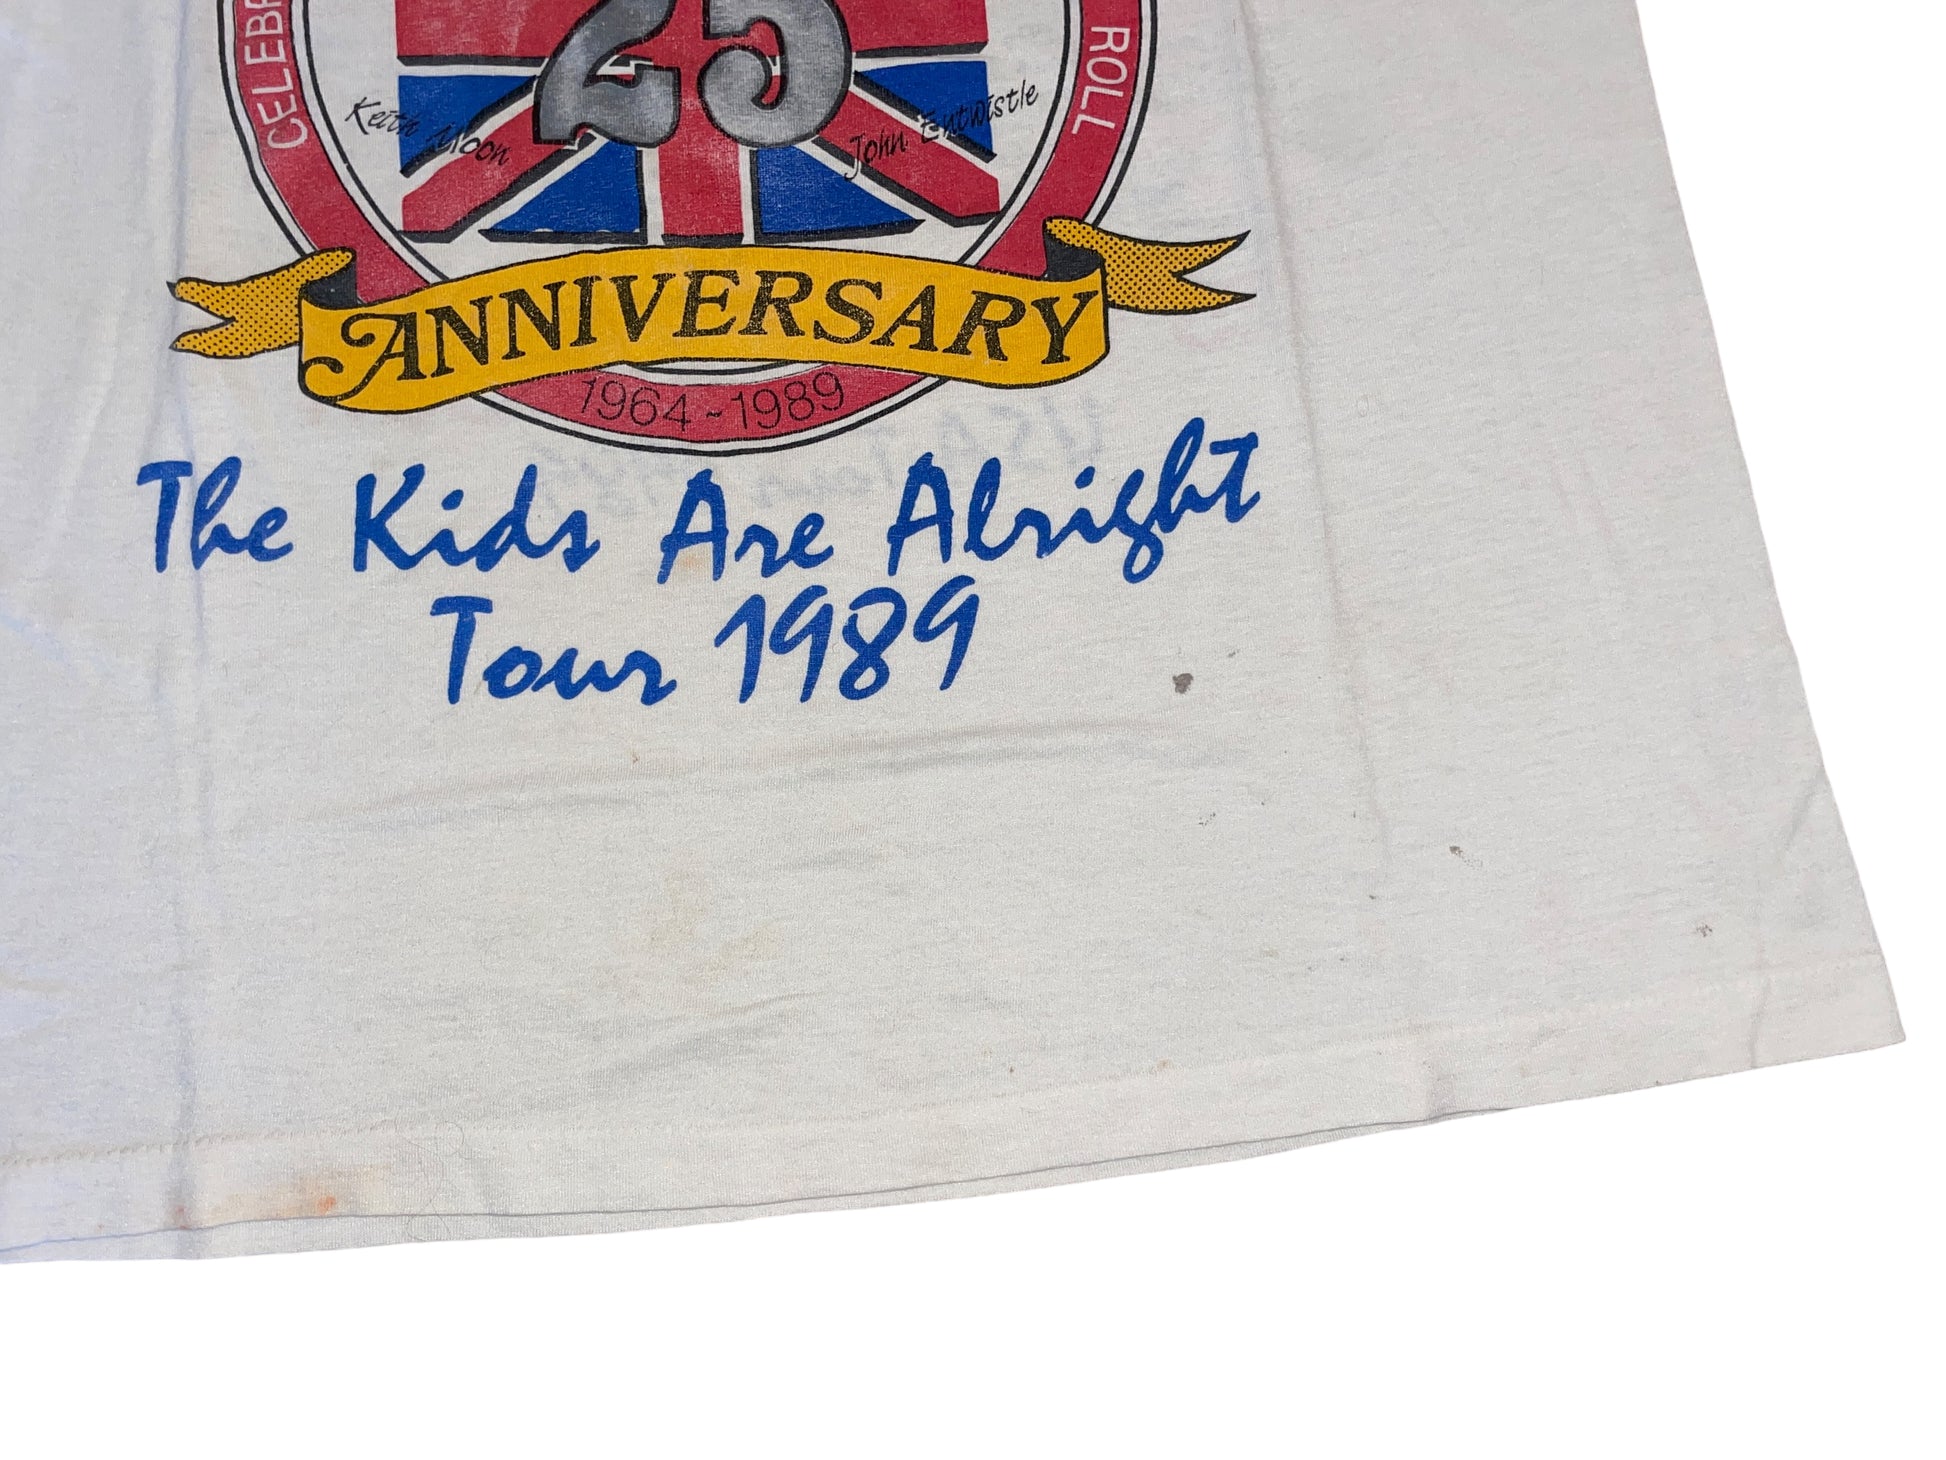 CELEB
ROLL
25
Keith Moon
John Entwistle
ANNIVERSARY
1964-1989
The Kids Are Alright
Tour 1989